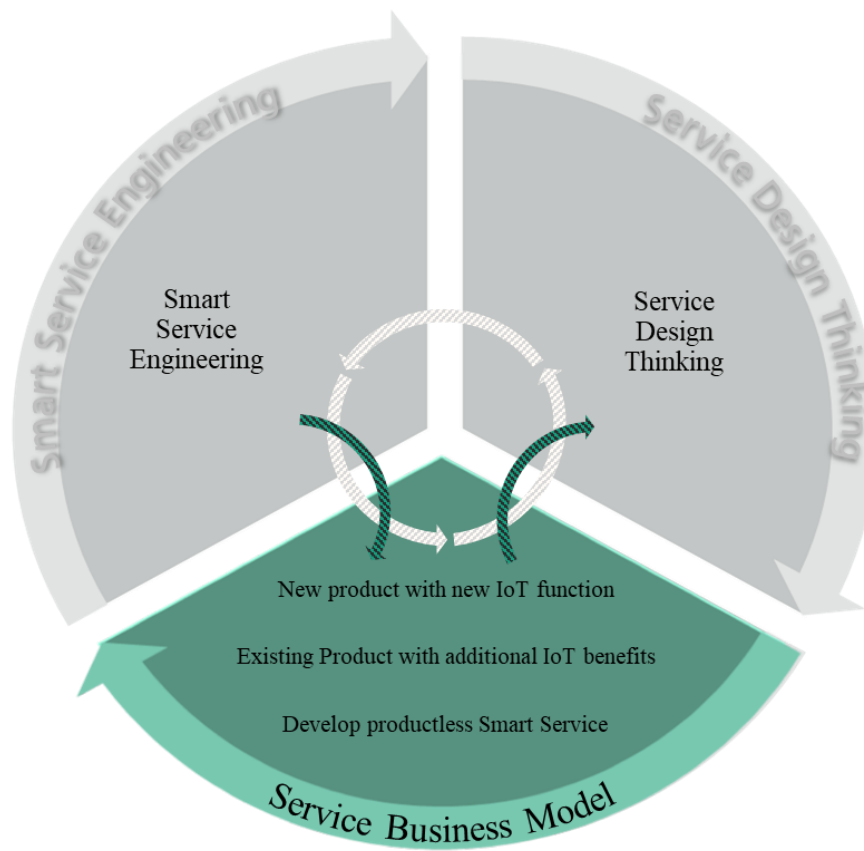 Smart Service Engineering
Service Design Thinking
Smart
Service
Engineering
Service
Design
Thinking
New product with new IoT function
Existing Product with additional IoT benefits
Develop productless Smart Service
Service Business Model